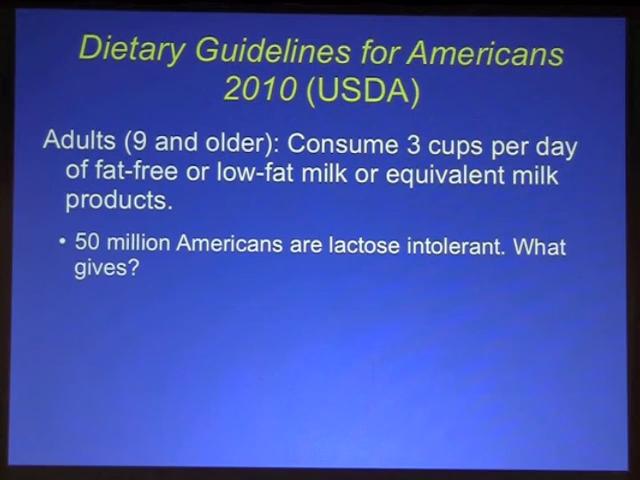 Dietary Guidelines for Americans
2010 (USDA)
Adults (9 and older): Consume 3 cups per day
of fat-free or low-fat milk or equivalent milk
products.
• 50 million Americans are lactose intolerant. What
gives?